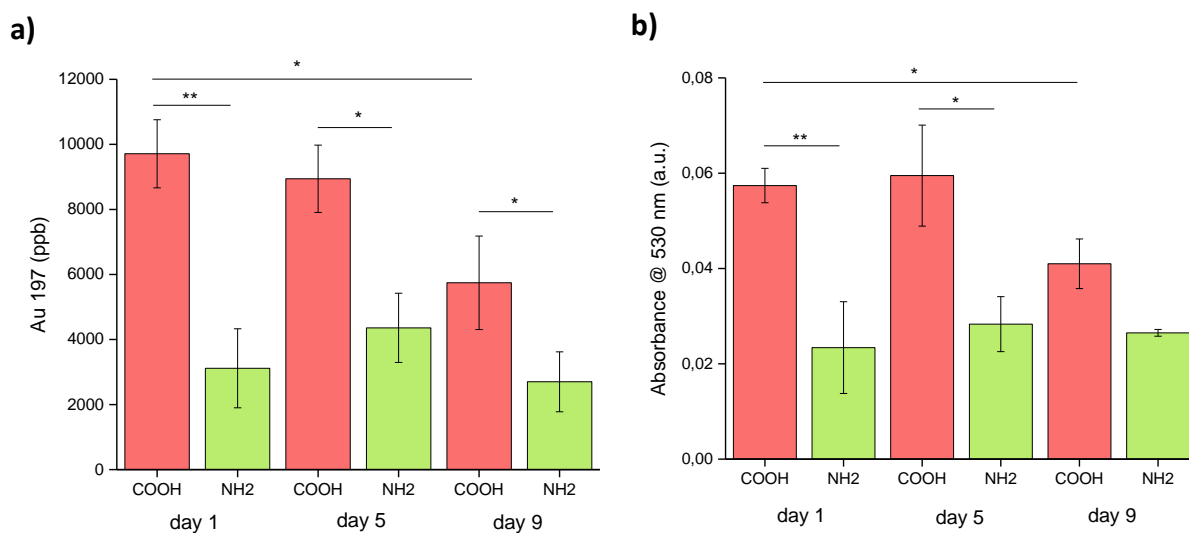 a)
*
**
*
*
12000
10000
8000
6000
4000
2000
0
Au 197 (ppb)
COOH NH2 COOH NH2 COOH NH2
day 1 day 5 day 9
b)
*
*
**
0,08
0,06
0,04
0,02
0,00
Absorbance @ 530 nm (a.u.)
COOH NH2 COOH NH2 COOH NH2
day 1 day 5 day 9